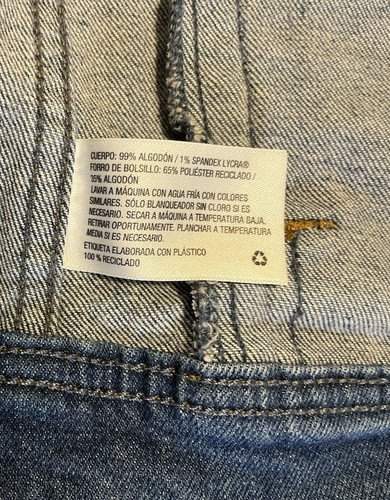 CUERPO: 99% ALGODÓN / 1% SPANDEX LYCRA®
FORRO DE BOLSILLO: 65% POLIÉSTER RECICLADO /
35% ALGODÓN
LAVAR A MÁQUINA CON AGUA FRÍA CON COLORES
SIMILARES. SÓLO BLANQUEADOR SIN CLORO SI ES
NECESARIO. SECAR A MÁQUINA A TEMPERATURA BAJA.
RETIRAR OPORTUNAMENTE. PLANCHAR A TEMPERATURA
MEDIA SI ES NECESARIO.
ETIQUETA ELABORADA CON PLÁSTICO
100 % RECICLADO